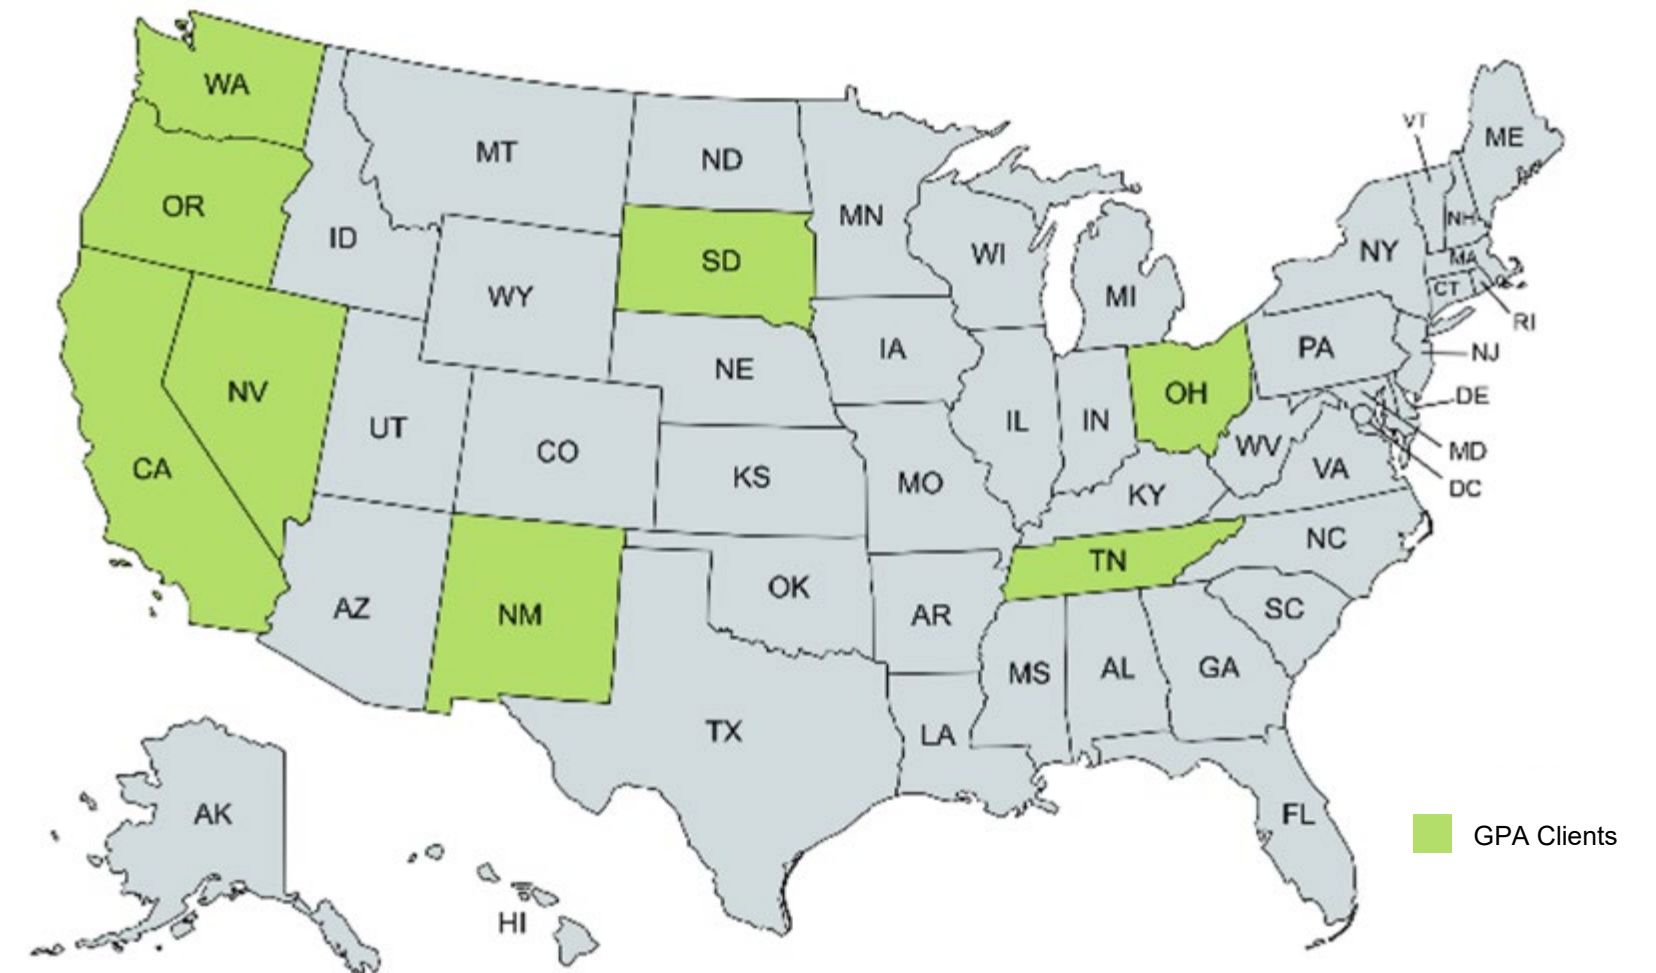 WA
MT
ND
MN
VT
ME
OR
ID
SD
WI
NY
NH
MA
CT
RI
WY
MI
NV
UT
CO
NE
IA
PA
NJ
DE
CA
KS
MO
IL
IN
OH
WV
VA
MD
DC
KY
AZ
NM
OK
AR
TN
NC
SC
TX
LA
MS
AL
GA
AK
HI
FL
GPA Clients